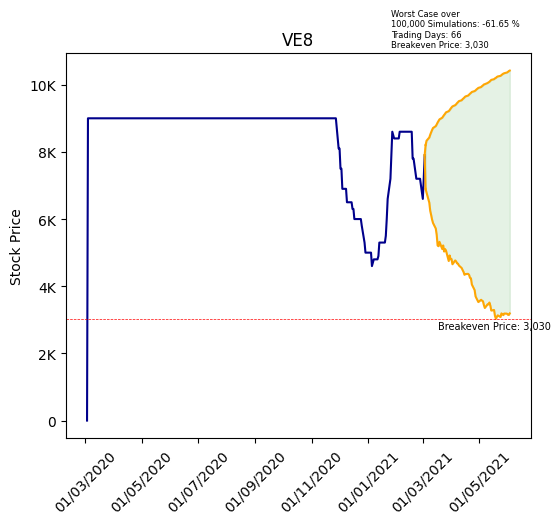 Worst Case over
100,000 Simulations: -61.65 %
Trading Days: 66
Breakeven Price: 3,030
VE8
Stock Price
10K
8K
6K
4K
2K
0
Breakeven Price: 3,030
01/03/2020
01/05/2020
01/07/2020
01/09/2020
01/11/2020
01/01/2021
01/03/2021
01/05/2021